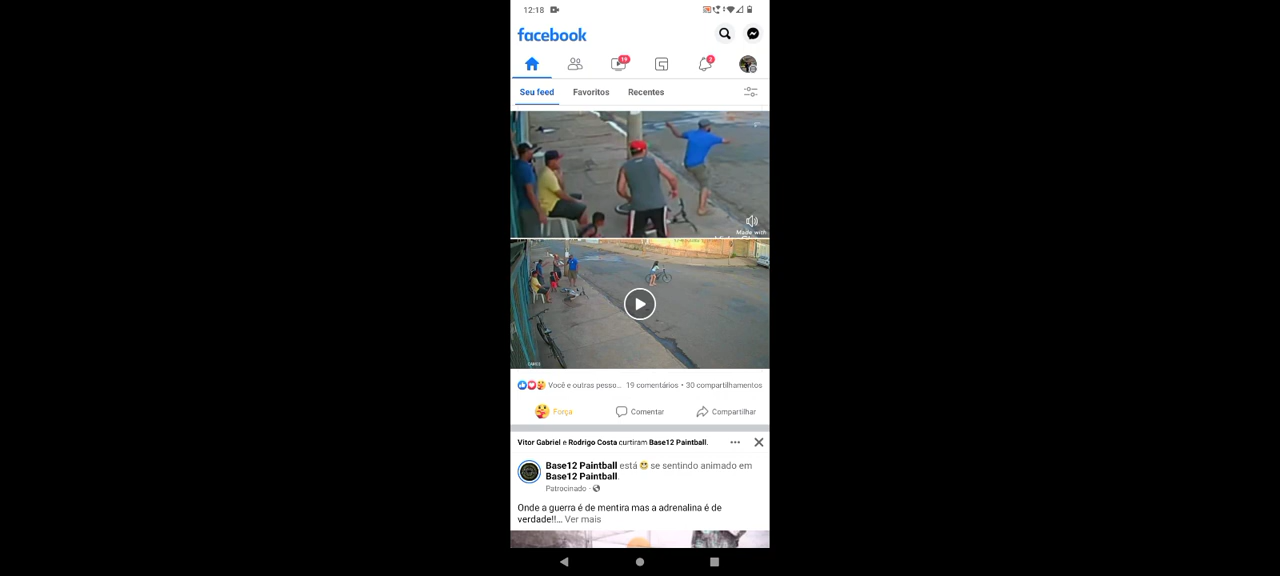 12:18
facebook
19
2
Seu feed Favoritos Recentes
Made with
Você e outras pesso... 19 comentários • 30 compartilhamentos
Força Comentar Compartilhar
Vitor Gabriel e Rodrigo Costa curtiram Base12 Paintball.
Base12 Paintball está se sentindo animado em
Base12 Paintball.
Patrocinado
Onde a guerra é de mentira mas a adrenalina é de
verdade!!... Ver mais